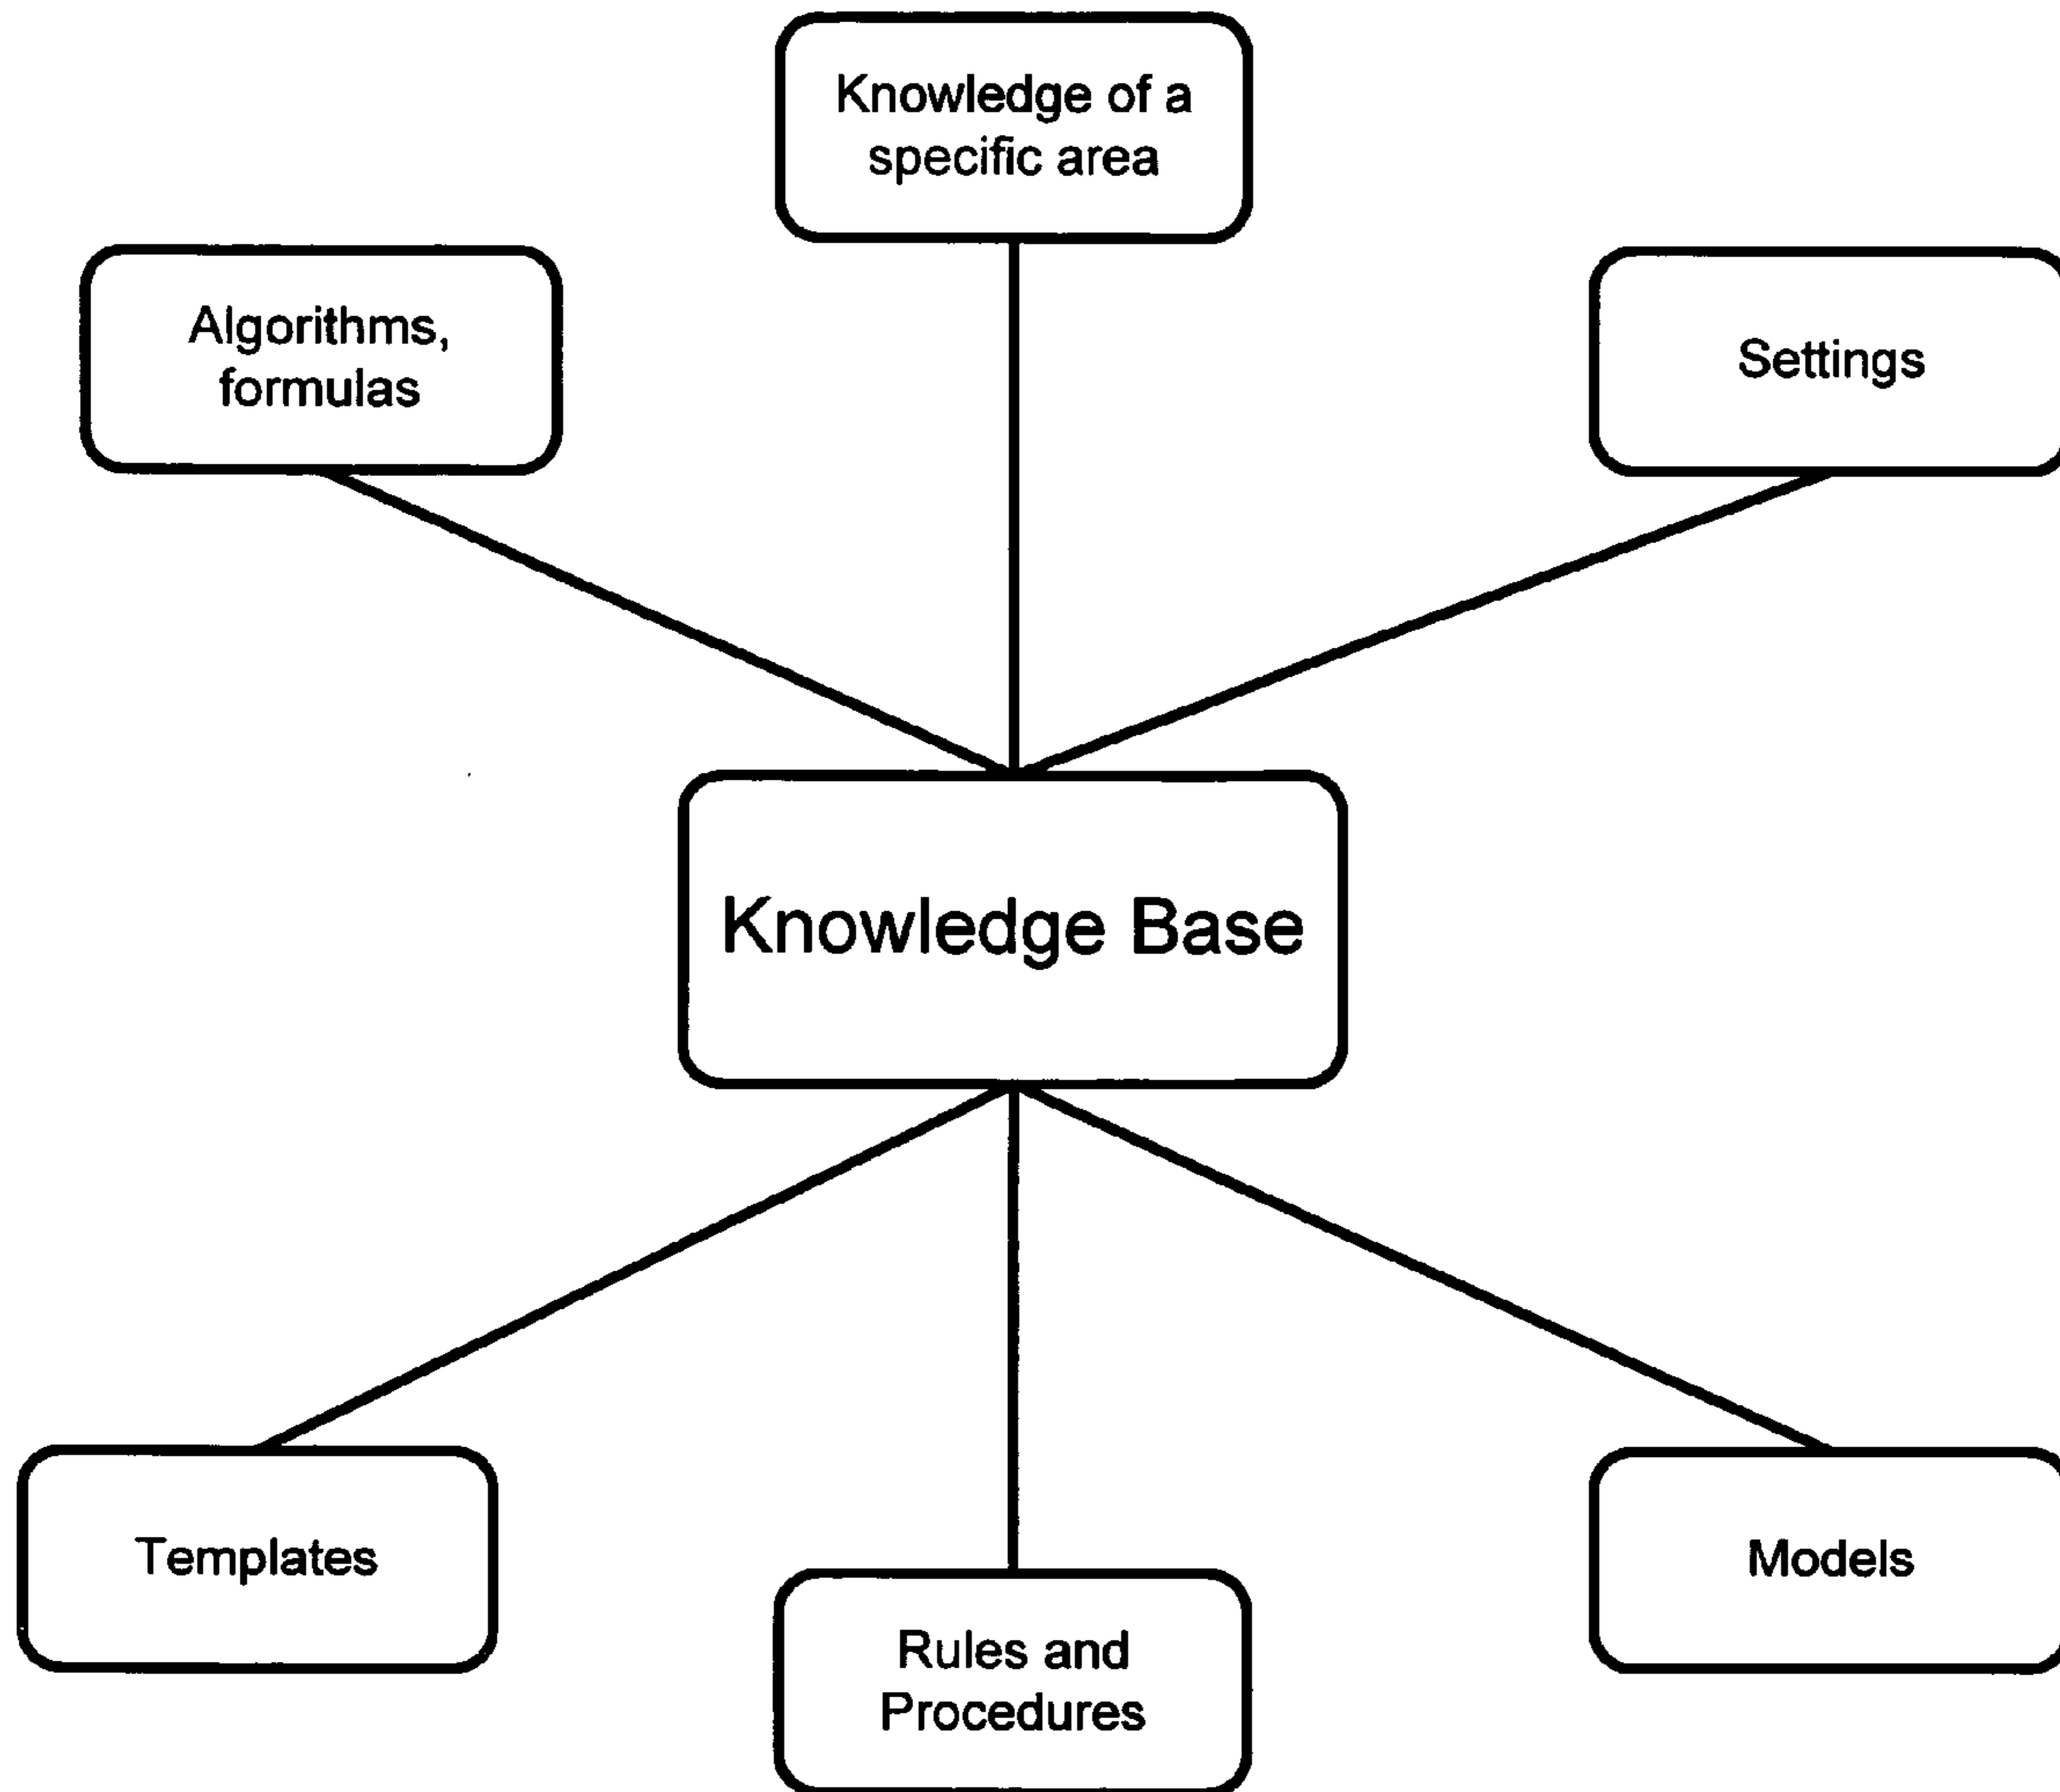 Knowledge of a
specific area
Algorithms,
formulas
Settings
Knowledge Base
Templates
Models
Rules and
Procedures